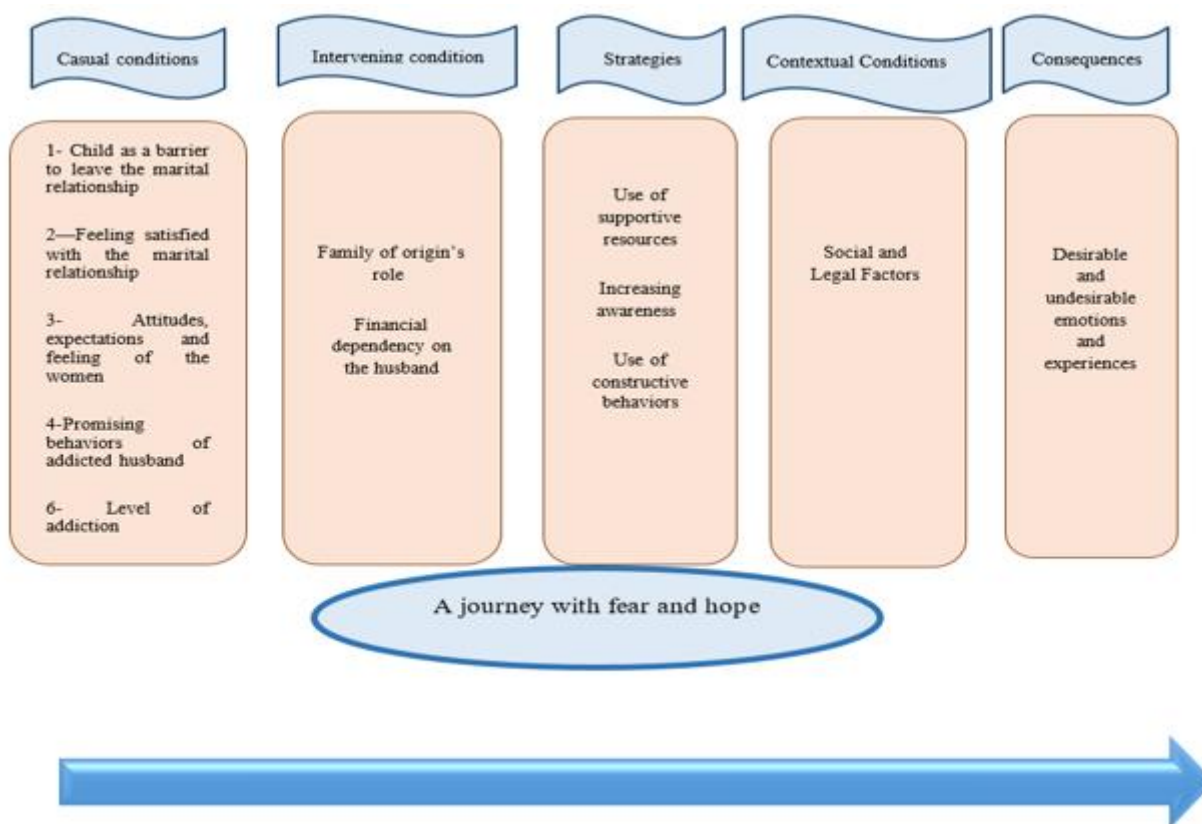 Casual conditions
Intervening condition
Strategies
Contextual Conditions
Consequences
1- Child as a barrier
to leave the marital
relationship
2—Feeling satisfied
with the marital
relationship
3- Attitudes,
expectations and
feeling of the
women
4-Promising
behaviors of
addicted husband
6- Level of
addiction
Family of origin's
role
Financial
dependency on
the husband
Use of
supportive
resources
Increasing
awareness
Use of
constructive
behaviors
Social and
Legal Factors
Desirable
and
undesirable
emotions
and
experiences
A journey with fear and hope